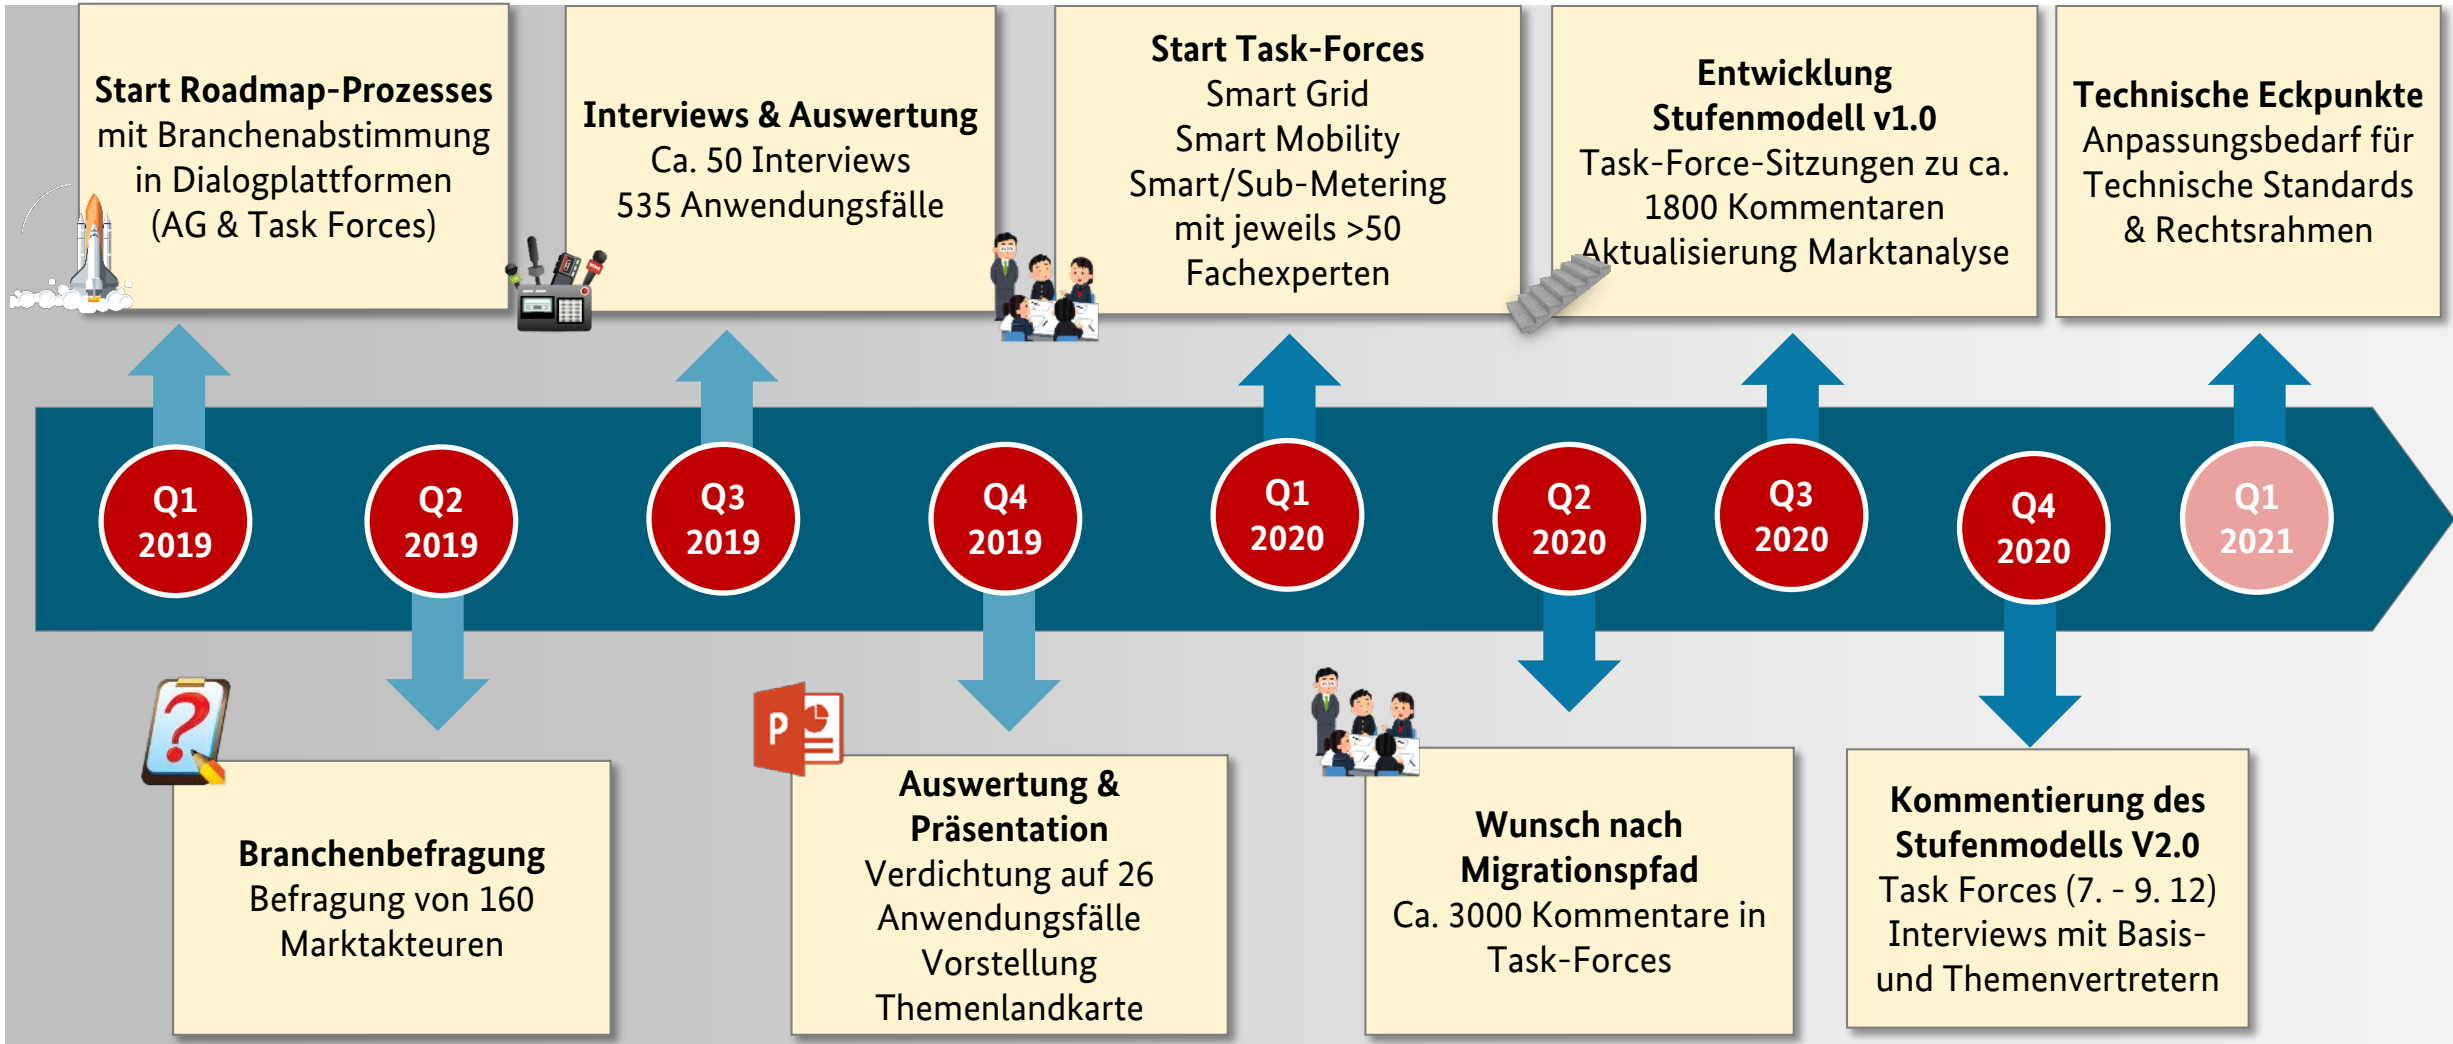 Start Roadmap-Prozesses
mit Branchenabstimmung
in Dialogplattformen
(AG & Task Forces)
Interviews & Auswertung
Ca. 50 Interviews
535 Anwendungsfälle
Start Task-Forces
Smart Grid
Smart Mobility
Smart/Sub-Metering
mit jeweils >50
Fachexperten
Entwicklung
Stufenmodell v1.0
Task-Force-Sitzungen zu ca.
1800 Kommentaren
Aktualisierung Marktanalyse
Technische Eckpunkte
Anpassungsbedarf für
Technische Standards
& Rechtsrahmen
Q1
2019
Q2
2019
Q3
2019
Q4
2019
Q1
2020
Q2
2020
Q3
2020
Q4
2020
Q1
2021
Branchenbefragung
Befragung von 160
Marktakteuren
P
Auswertung &
Präsentation
Verdichtung auf 26
Anwendungsfälle
Vorstellung
Themenlandkarte
Wunsch nach
Migrationspfad
Ca. 3000 Kommentare in
Task-Forces
Kommentierung des
Stufenmodells V2.0
Task Forces (7. - 9. 12)
Interviews mit Basis-
und Themenvertretern